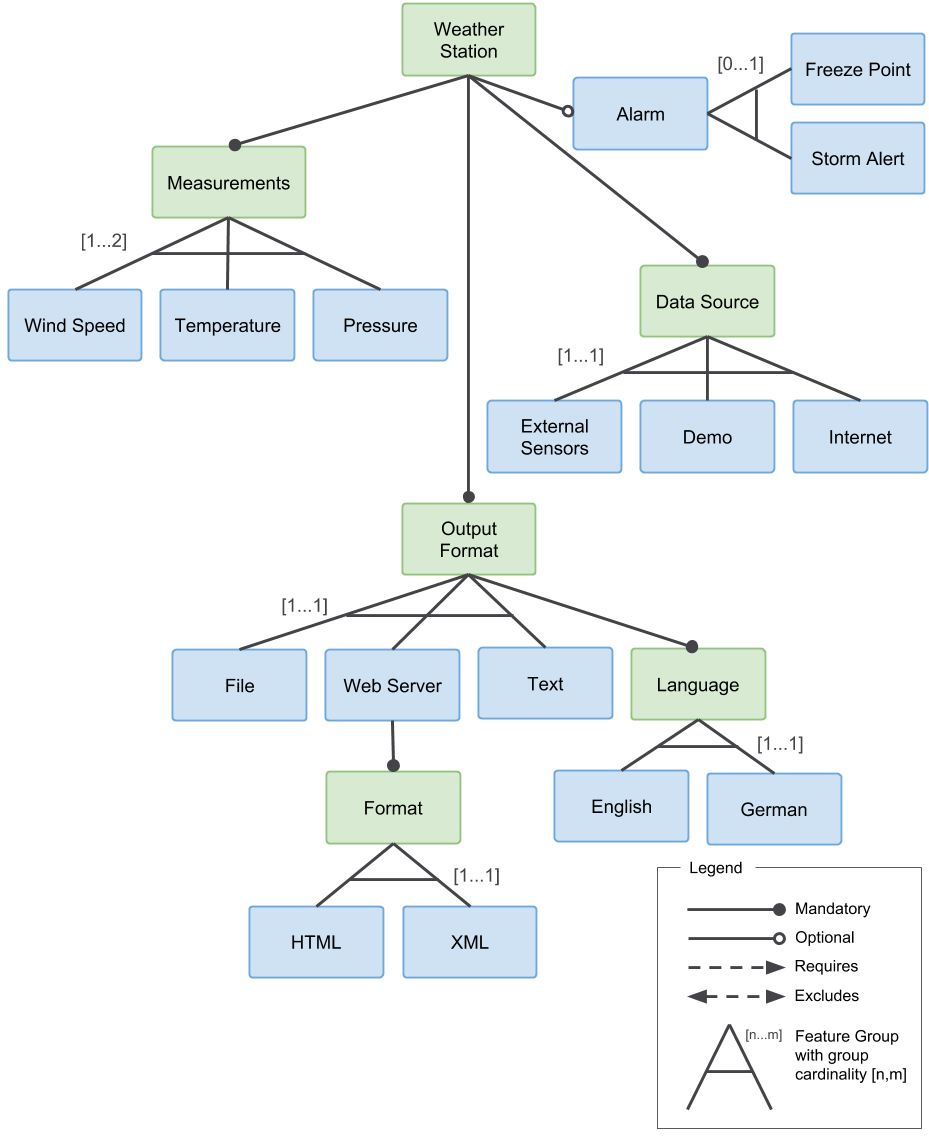 Weather
Station
[0...1]
Freeze Point
Alarm
Storm Alert
Measurements
[1...2]
Wind Speed
Temperature
Pressure
Data Source
[1...1]
External
Sensors
Demo
Internet
Output
Format
[1...1]
File
Web Server
Text
Language
[1...1]
English
German
Format
[1...1]
HTML
XML
Legend
Mandatory
Optional
Requires
Excludes
[n...m]
Feature Group
with group
cardinality [n,m]